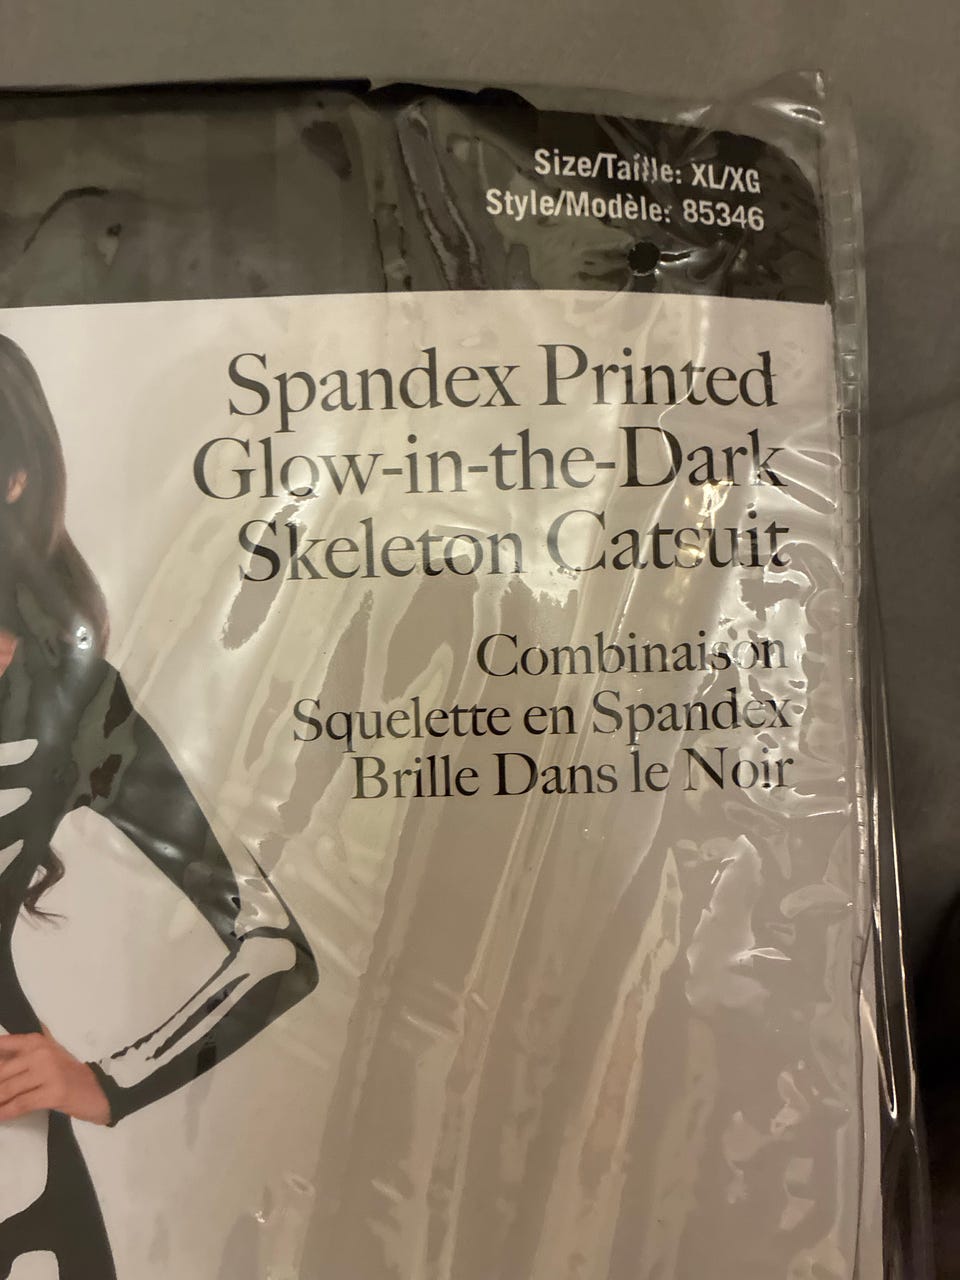 Size/Taille: XL/XG
Style/Modèle: 85346
Spandex Printed
Glow-in-the-Dark
Skeleton Catsuit
Combinaison
Squelette en Spandex
Brille Dans le Noir